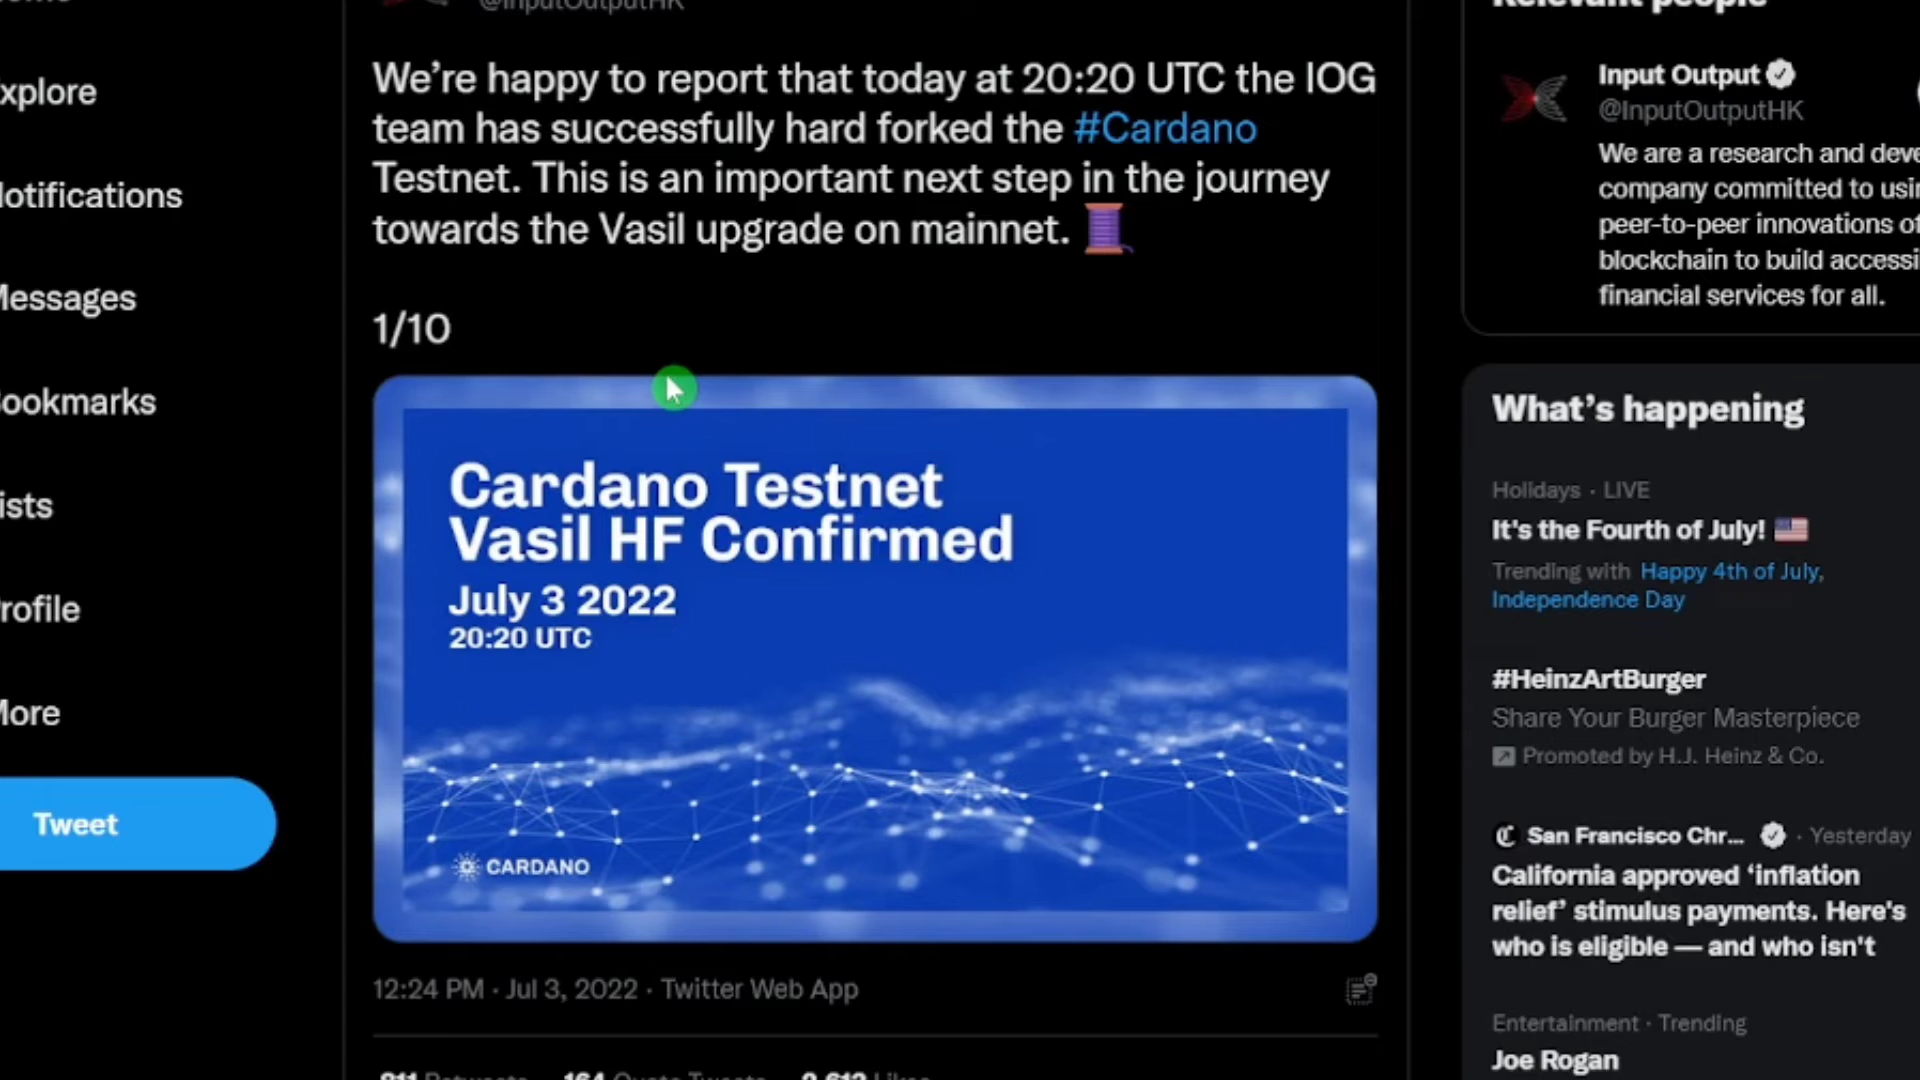 @InputOutputHK
We’re happy to report that today at 20:20 UTC the IOG
team has successfully hard forked the #Cardano
Testnet. This is an important next step in the journey
towards the Vasil upgrade on mainnet.
1/10
Cardano Testnet
Vasil HF Confirmed
July 3 2022
20:20 UTC
CARDANO
12:24 PM · Jul 3, 2022 · Twitter Web App
xplore
otifications
Messages
ookmarks
ists
rofile
More
Tweet
Relevant people
Input Output
@InputOutputHK
We are a research and deve
company committed to usin
peer-to-peer innovations of
blockchain to build accessi
financial services for all.
What’s happening
Holidays · LIVE
It's the Fourth of July!
Trending with Happy 4th of July,
Independence Day
#HeinzArtBurger
Share Your Burger Masterpiece
Promoted by H.J. Heinz & Co.
San Francisco Chr... · Yesterday
California approved ‘inflation
relief’ stimulus payments. Here's
who is eligible — and who isn't
Entertainment · Trending
Joe Rogan